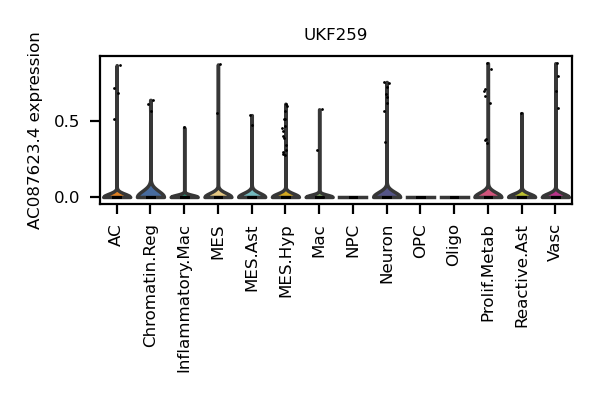 UKF259
AC087623.4 expression
0.5
0.0
AC
Chromatin.Reg
Inflammatory.Mac
MES
MES.Ast
MES.Hyp
Mac
NPC
Neuron
OPC
Oligo
Prolif.Metab
Reactive.Ast
Vasc